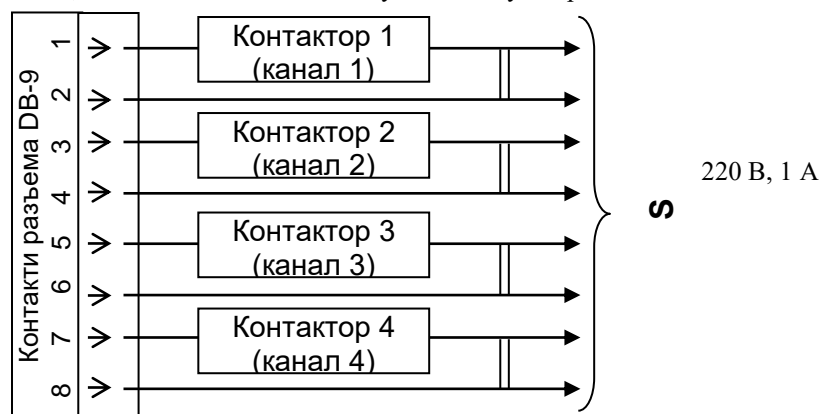 Контакти разъема DB-9
1
Контактор 1
(канал 1)
2
3
Контактор 2
(канал 2)
4
220 В, 1 А
S
5
Контактор 3
(канал 3)
6
7
Контактор 4
(канал 4)
8